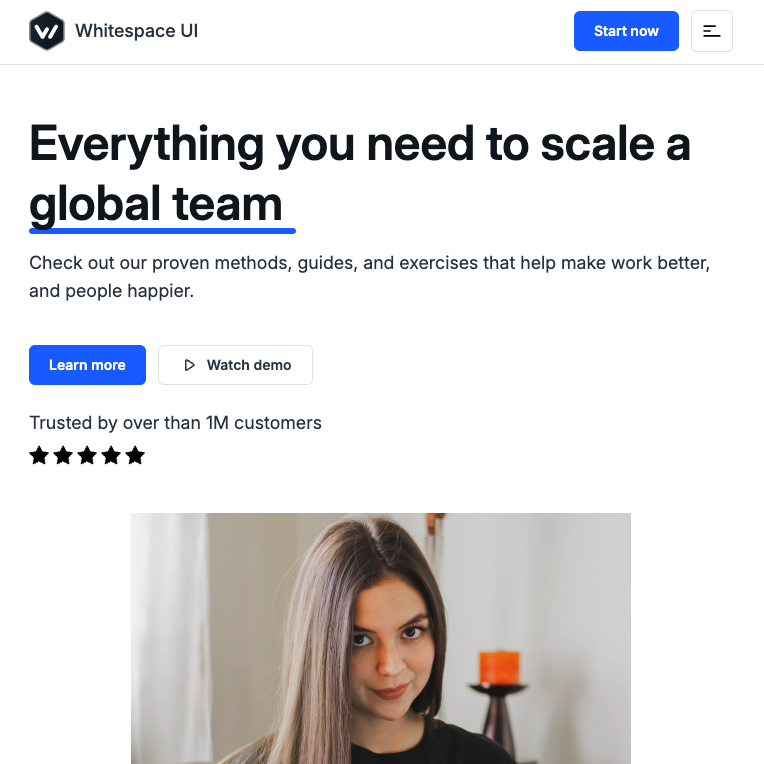 Whitespace UI
Start now
Everything you need to scale a
global team
Check out our proven methods, guides, and exercises that help make work better,
and people happier.
Learn more
Watch demo
Trusted by over than 1M customers